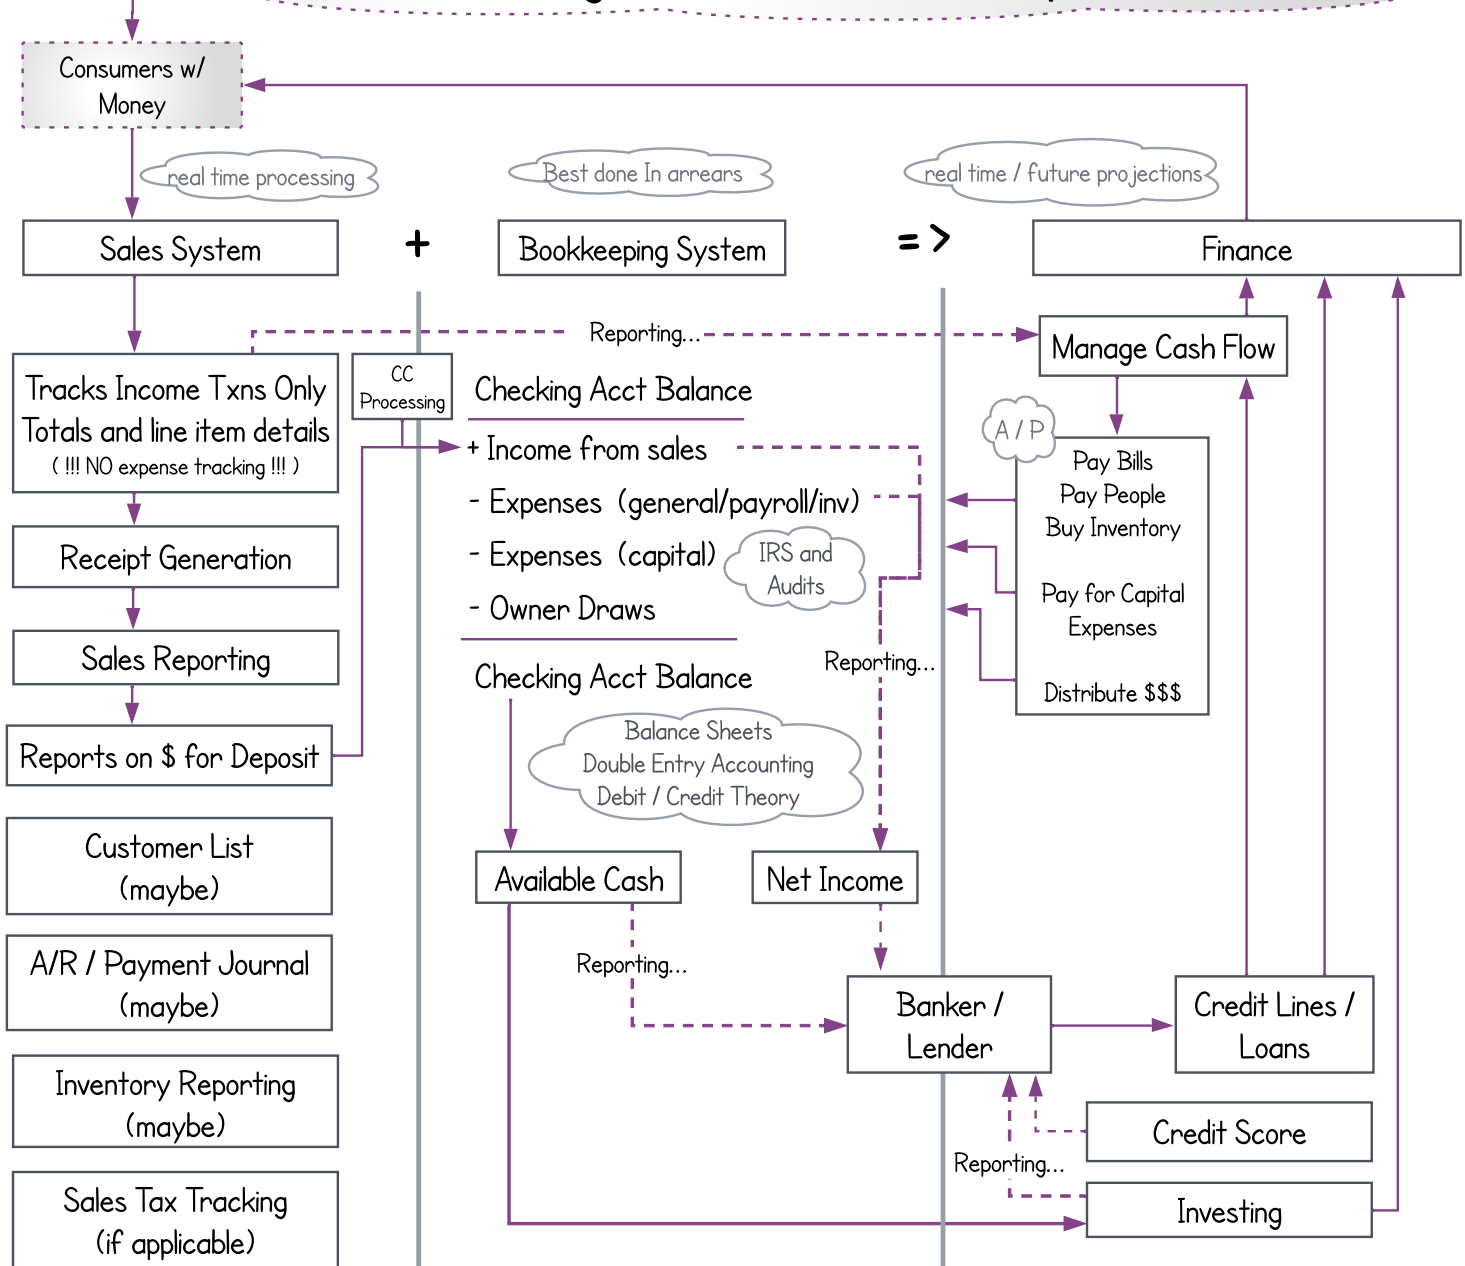 Consumers w/
Money
real time processing
Best done In arrears
real time / future projections
Sales System
+
Bookkeeping System
=>
Finance
Reporting...
Manage Cash Flow
Tracks Income Txns Only
Totals and line item details
( !!! NO expense tracking !!! )
CC
Processing
Checking Acct Balance
+ Income from sales
- Expenses (general/payroll/inv)
- Expenses (capital)
- Owner Draws
IRS and
Audits
A / P
Pay Bills
Pay People
Buy Inventory
Pay for Capital
Expenses
Distribute $$$
Receipt Generation
Sales Reporting
Reports on $ for Deposit
Checking Acct Balance
Reporting...
Balance Sheets
Double Entry Accounting
Debit / Credit Theory
Customer List
(maybe)
Available Cash
Net Income
A/R / Payment Journal
(maybe)
Reporting...
Banker /
Lender
Credit Lines /
Loans
Inventory Reporting
(maybe)
Credit Score
Reporting...
Sales Tax Tracking
(if applicable)
Investing